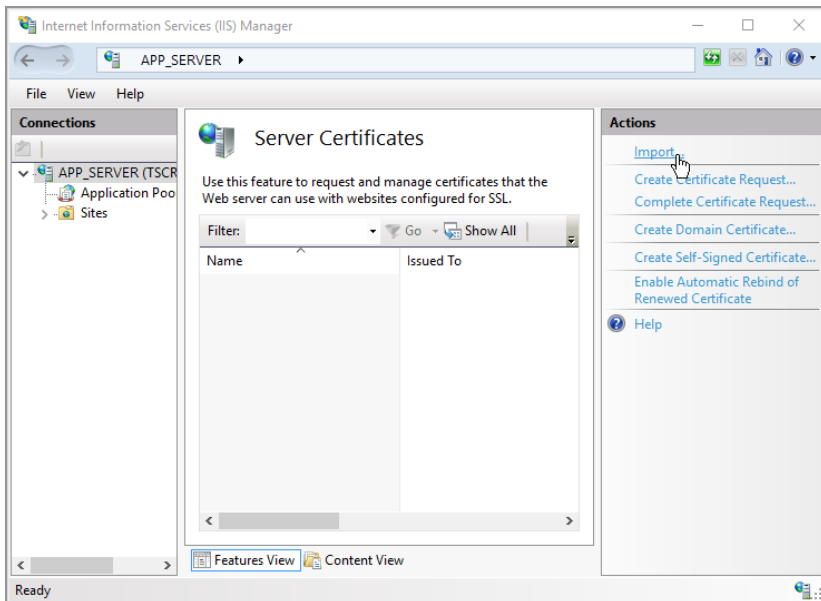 Internet Information Services (IIS) Manager
APP_SERVER
File View Help
Connections
APP_SERVER (TSCR
Application Poo
Sites
Server Certificates
Use this feature to request and manage certificates that the
Web server can use with websites configured for SSL.
Filter: Go Show All
Name Issued To
Features View Content View
Actions
Import...
Create Certificate Request...
Complete Certificate Request...
Create Domain Certificate...
Create Self-Signed Certificate...
Enable Automatic Rebind of
Renewed Certificate
Help
Ready